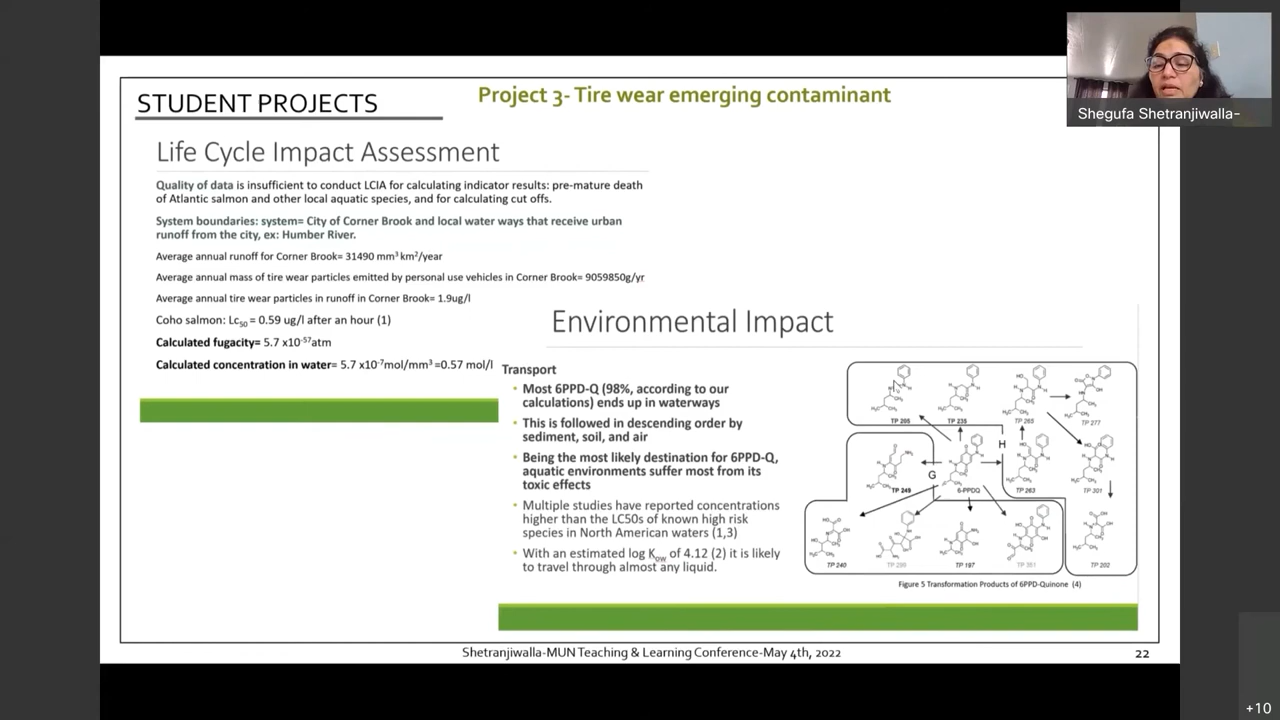 STUDENT PROJECTS
Project 3- Tire wear emerging contaminant
Shegufa Shetranjiwalla-
Life Cycle Impact Assessment
Quality of data is insufficient to conduct LCIA for calculating indicator results: pre-mature death
of Atlantic salmon and other local aquatic species, and for calculating cut offs.
System boundaries: system= City of Corner Brook and local water ways that receive urban
runoff from the city, ex: Humber River.
Average annual runoff for Corner Brook= 31490 mm³ km²/year
Average annual mass of tire wear particles emitted by personal use vehicles in Corner Brook= 9059850g/yr
Average annual tire wear particles in runoff in Corner Brook= 1.9ug/l
Coho salmon: Lc₅₀ = 0.59 ug/l after an hour (1)
Calculated fugacity= 5.7 x10⁻⁵⁷atm
Calculated concentration in water= 5.7 x10⁻⁷mol/mm³ =0.57 mol/l
Environmental Impact
Transport
• Most 6PPD-Q (98%, according to our
calculations) ends up in waterways
• This is followed in descending order by
sediment, soil, and air
• Being the most likely destination for 6PPD-Q,
aquatic environments suffer most from its
toxic effects
• Multiple studies have reported concentrations
higher than the LC50s of known high risk
species in North American waters (1,3)
• With an estimated log Kow of 4.12 (2) it is likely
to travel through almost any liquid.
TP 235
TP 277
H
TP 249
G
6-PPDQ
TP 263
TP 301
TP 240
TP 197
TP 202
Figure 5 Transformation Products of 6PPD-Quinone (4)
Shetranjiwalla-MUN Teaching & Learning Conference-May 4th, 2022
22
+10